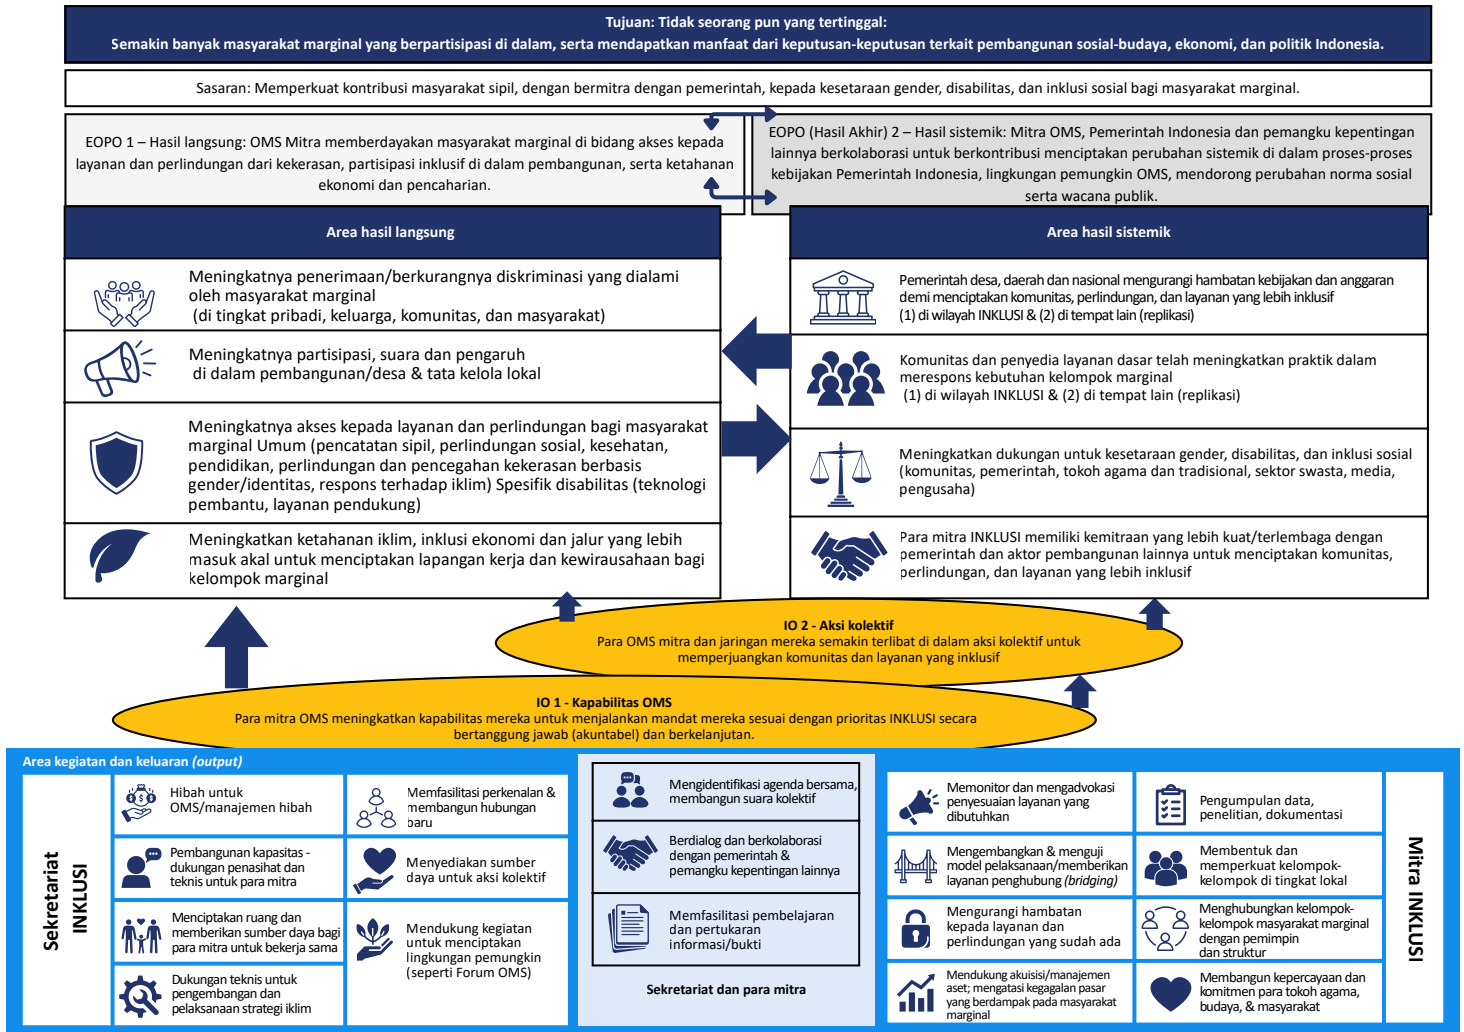 Tujuan: Tidak seorang pun yang tertinggal:
Semakin banyak masyarakat marginal yang berpartisipasi di dalam, serta mendapatkan manfaat dari keputusan-keputusan terkait pembangunan sosial-budaya, ekonomi, dan politik Indonesia.
Sasaran: Memperkuat kontribusi masyarakat sipil, dengan bermitra dengan pemerintah, kepada kesetaraan gender, disabilitas, dan inklusi sosial bagi masyarakat marginal.
EOPO 1 – Hasil langsung: OMS Mitra memberdayakan masyarakat marginal di bidang akses kepada
layanan dan perlindungan dari kekerasan, partisipasi inklusif di dalam pembangunan, serta ketahanan
ekonomi dan pencaharian.
EOPO (Hasil Akhir) 2 – Hasil sistemik: Mitra OMS, Pemerintah Indonesia dan pemangku kepentingan
lainnya berkolaborasi untuk berkontribusi menciptakan perubahan sistemik di dalam proses-proses
kebijakan Pemerintah Indonesia, lingkungan pemungkin OMS, mendorong perubahan norma sosial
serta wacana publik.
Area hasil langsung
Meningkatnya penerimaan/berkurangnya diskriminasi yang dialami
oleh masyarakat marginal
(di tingkat pribadi, keluarga, komunitas, dan masyarakat)
Meningkatnya partisipasi, suara dan pengaruh
di dalam pembangunan/desa & tata kelola lokal
Meningkatnya akses kepada layanan dan perlindungan bagi masyarakat
marginal Umum (pencatatan sipil, perlindungan sosial, kesehatan,
pendidikan, perlindungan dan pencegahan kekerasan berbasis
gender/identitas, respons terhadap iklim) Spesifik disabilitas (teknologi
pembantu, layanan pendukung)
Meningkatkan ketahanan iklim, inklusi ekonomi dan jalur yang lebih
masuk akal untuk menciptakan lapangan kerja dan kewirausahaan bagi
kelompok marginal
Area hasil sistemik
Pemerintah desa, daerah dan nasional mengurangi hambatan kebijakan dan anggaran
demi menciptakan komunitas, perlindungan, dan layanan yang lebih inklusif
(1) di wilayah INKLUSI & (2) di tempat lain (replikasi)
Komunitas dan penyedia layanan dasar telah meningkatkan praktik dalam
merespons kebutuhan kelompok marginal
(1) di wilayah INKLUSI & (2) di tempat lain (replikasi)
Meningkatkan dukungan untuk kesetaraan gender, disabilitas, dan inklusi sosial
(komunitas, pemerintah, tokoh agama dan tradisional, sektor swasta, media,
pengusaha)
Para mitra INKLUSI memiliki kemitraan yang lebih kuat/terlembaga dengan
pemerintah dan aktor pembangunan lainnya untuk menciptakan komunitas,
perlindungan, dan layanan yang lebih inklusif
IO 2 - Aksi kolektif
Para OMS mitra dan jaringan mereka semakin terlibat di dalam aksi kolektif untuk
memperjuangkan komunitas dan layanan yang inklusif
IO 1 - Kapabilitas OMS
Para mitra OMS meningkatkan kapabilitas mereka untuk menjalankan mandat mereka sesuai dengan prioritas INKLUSI secara
bertanggung jawab (akuntabel) dan berkelanjutan.
Area kegiatan dan keluaran (output)
Sekretariat
INKLUSI
Hibah untuk
OMS/manajemen hibah
Pembangunan kapasitas -
dukungan penasihat dan
teknis untuk para mitra
Menciptakan ruang dan
memberikan sumber daya bagi
para mitra untuk bekerja sama
Dukungan teknis untuk
pengembangan dan
pelaksanaan strategi iklim
Memfasilitasi perkenalan &
membangun hubungan
baru
Menyediakan sumber
daya untuk aksi kolektif
Mendukung kegiatan
untuk menciptakan
lingkungan pemungkin
(seperti Forum OMS)
Mengidentifikasi agenda bersama,
membangun suara kolektif
Berdialog dan berkolaborasi
dengan pemerintah &
pemangku kepentingan lainnya
Memfasilitasi pembelajaran
dan pertukaran
informasi/bukti
Sekretariat dan para mitra
Memonitor dan mengadvokasi
penyesuaian layanan yang
dibutuhkan
Mengembangkan & menguji
model pelaksanaan/memberikan
layanan penghubung (bridging)
Mengurangi hambatan
kepada layanan dan
perlindungan yang sudah ada
Mendukung akuisisi/manajemen
aset; mengatasi kegagalan pasar
yang berdampak pada masyarakat
marginal
Pengumpulan data,
penelitian, dokumentasi
Membentuk dan
memperkuat kelompok-
kelompok di tingkat lokal
Menghubungkan kelompok-
kelompok masyarakat marginal
dengan pemimpin
dan struktur
Membangun kepercayaan dan
komitmen para tokoh agama,
budaya, & masyarakat
Mitra INKLUSI